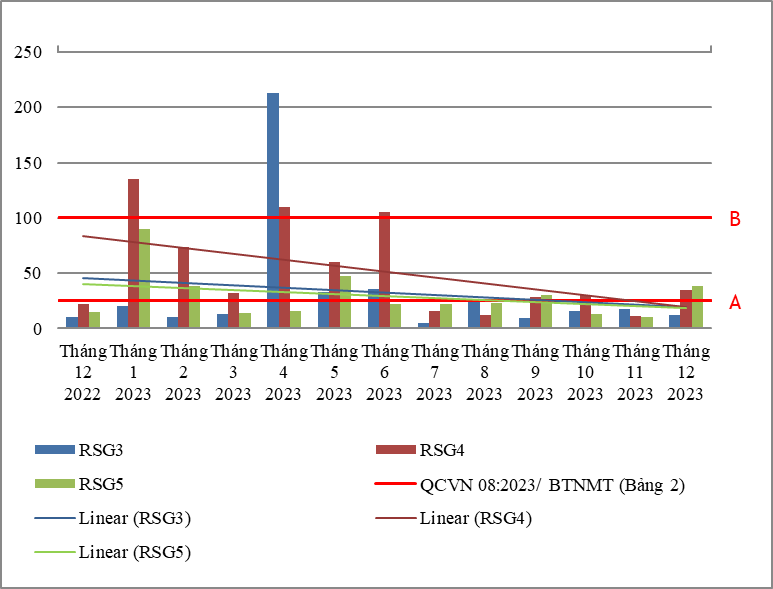 250
200
150
100
50
0
B
A
Tháng 12 2022
Tháng 1 2023
Tháng 2 2023
Tháng 3 2023
Tháng 4 2023
Tháng 5 2023
Tháng 6 2023
Tháng 7 2023
Tháng 8 2023
Tháng 9 2023
Tháng 10 2023
Tháng 11 2023
Tháng 12 2023
RSG3
RSG4
RSG5
QCVN 08:2023/ BTNMT (Bảng 2)
Linear (RSG3)
Linear (RSG4)
Linear (RSG5)